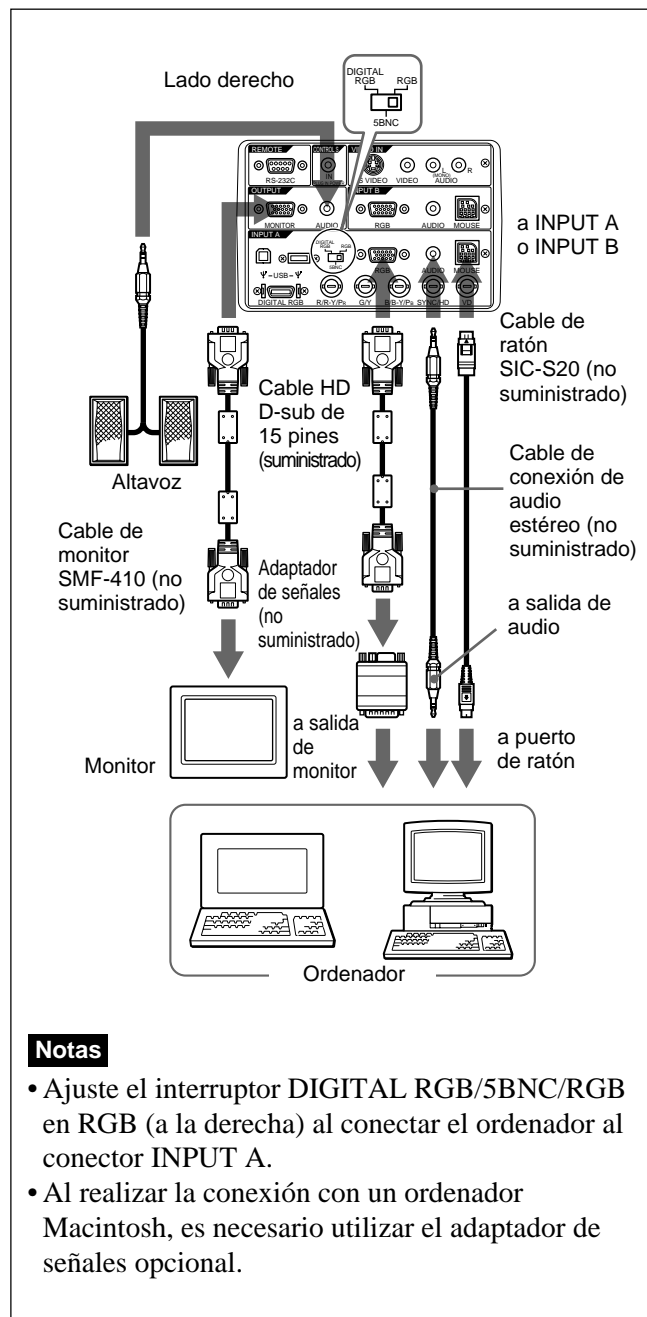 Lado derecho
DIGITAL
RGB
RGB
5BNC
REMOTE
RS-232C
CONTROL S
IN
VIDEO IN
S VIDEO
VIDEO
L
(MONO)
R
AUDIO
OUTPUT
MONITOR
AUDIO
INPUT B
RGB
AUDIO
MOUSE
INPUT A
DIGITAL
RGB
RGB
5BNC
USB
RGB
AUDIO
MOUSE
DIGITAL RGB
R/R-Y/PR
G/Y
B/B-Y/PB
SYNC/HD
VD
a INPUT A
o INPUT B
Cable de
ratón
SIC-S20 (no
suministrado)
Cable HD
D-sub de
15 pines
(suministrado)
Altavoz
Cable de
conexión de
audio
estéreo (no
suministrado)
Cable de
monitor
SMF-410 (no
suministrado)
Adaptador
de señales
(no
suministrado)
a salida de
audio
Monitor
a salida
de
monitor
a puerto
de ratón
Ordenador
Notas
• Ajuste el interruptor DIGITAL RGB/5BNC/RGB
en RGB (a la derecha) al conectar el ordenador al
conector INPUT A.
• Al realizar la conexión con un ordenador
Macintosh, es necesario utilizar el adaptador de
señales opcional.